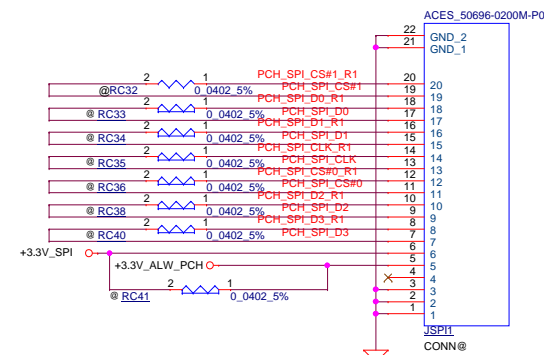 ACES_50696-0200M-P0
22 GND_2
21 GND_1
PCH_SPI_CS#1_R1 20 20
2 1 @RC32 0_0402_5% PCH_SPI_CS#1 19 19
PCH_SPI_D0_R1 18 18
2 1 @ RC33 0_0402_5% PCH_SPI_D0 17 17
PCH_SPI_D1_R1 16 16
2 1 @ RC34 0_0402_5% PCH_SPI_D1 15 15
PCH_SPI_CLK_R1 14 14
2 1 @ RC35 0_0402_5% PCH_SPI_CLK 13 13
PCH_SPI_CS#0_R1 12 12
2 1 @ RC36 0_0402_5% PCH_SPI_CS#0 11 11
PCH_SPI_D2_R1 10 10
2 1 @ RC38 0_0402_5% PCH_SPI_D2 9 9
PCH_SPI_D3_R1 8 8
2 1 @ RC40 0_0402_5% PCH_SPI_D3 7 7
+3.3V_SPI 6 6
+3.3V_ALW_PCH 5 5
4 4
2 1 @ RC41 0_0402_5% 3 3
2 2
1 1
JSPI1
CONN@